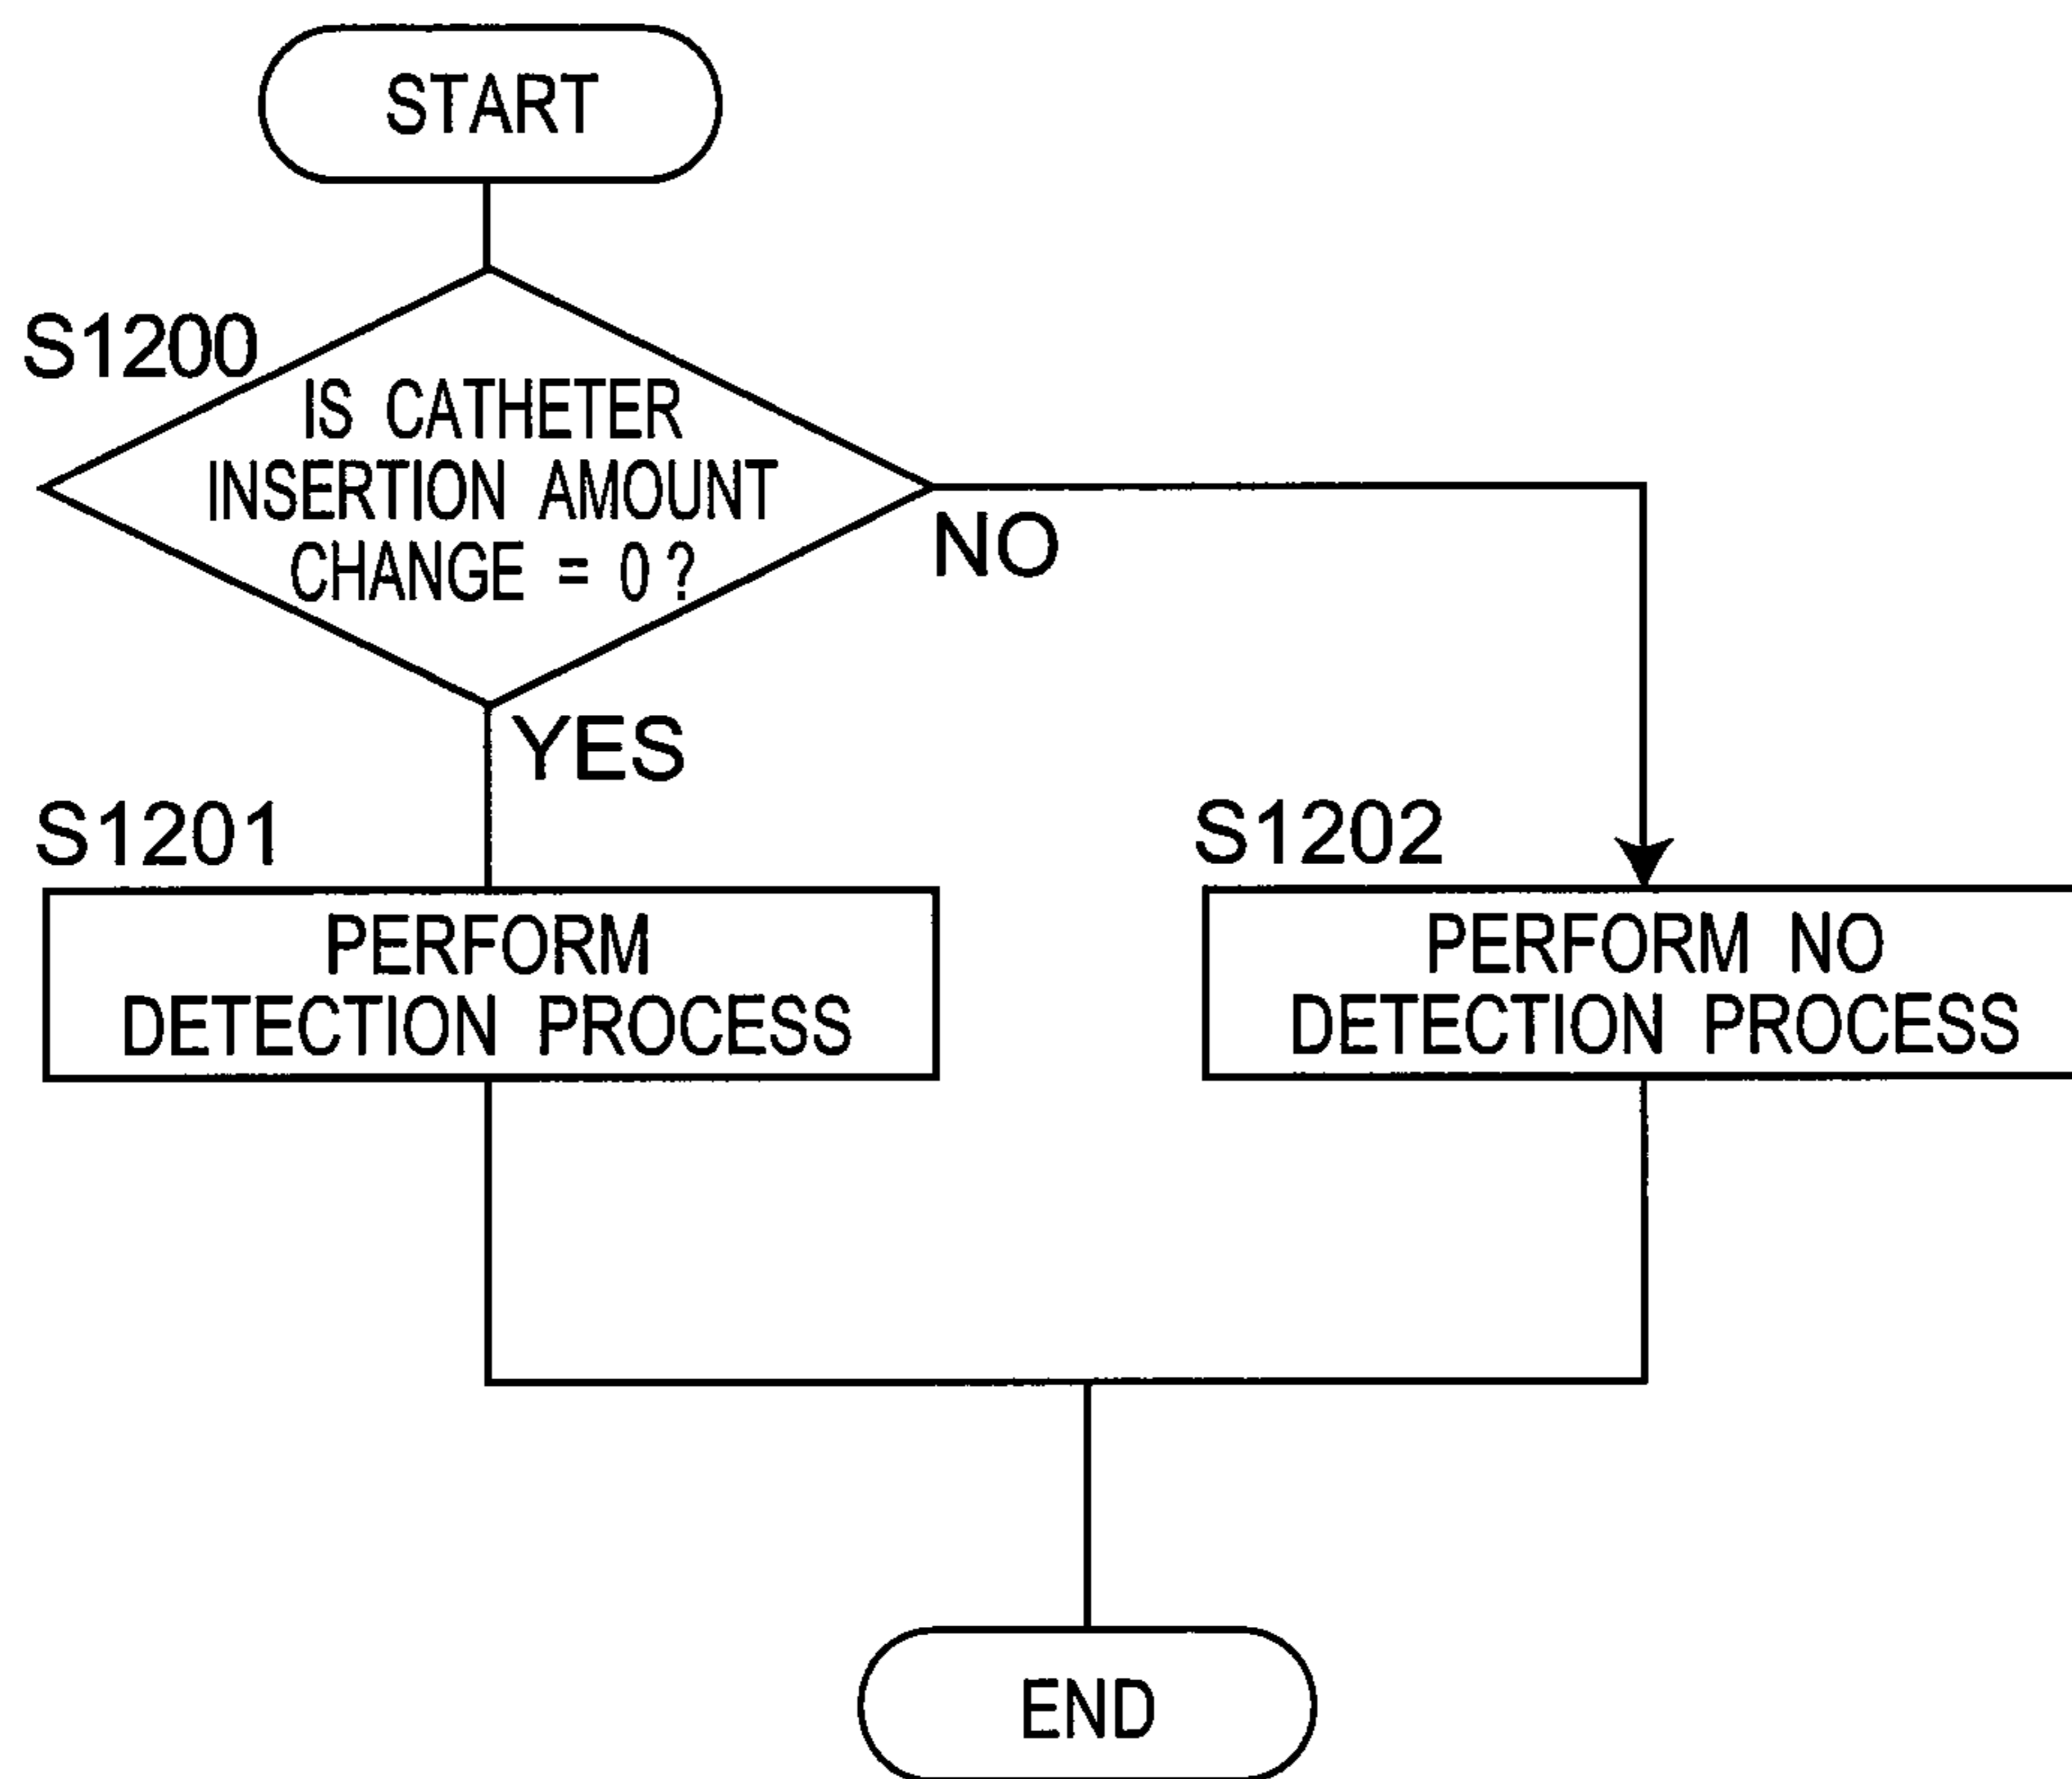 START
S1200
IS CATHETER
INSERTION AMOUNT
CHANGE = 0 ?
NO
YES
S1201
PERFORM
DETECTION PROCESS
S1202
PERFORM NO
DETECTION PROCESS
END